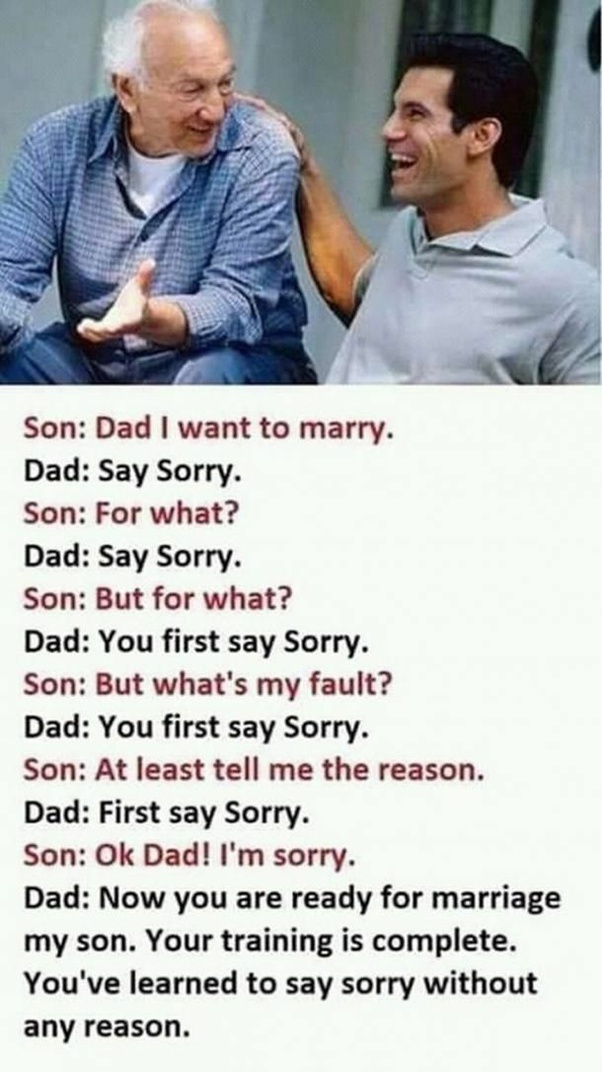 Son: Dad I want to marry.
Dad: Say Sorry.
Son: For what?
Dad: Say Sorry.
Son: But for what?
Dad: You first say Sorry.
Son: But what's my fault?
Dad: You first say Sorry.
Son: At least tell me the reason.
Dad: First say Sorry.
Son: Ok Dad! I'm sorry.
Dad: Now you are ready for marriage
my son. Your training is complete.
You've learned to say sorry without
any reason.